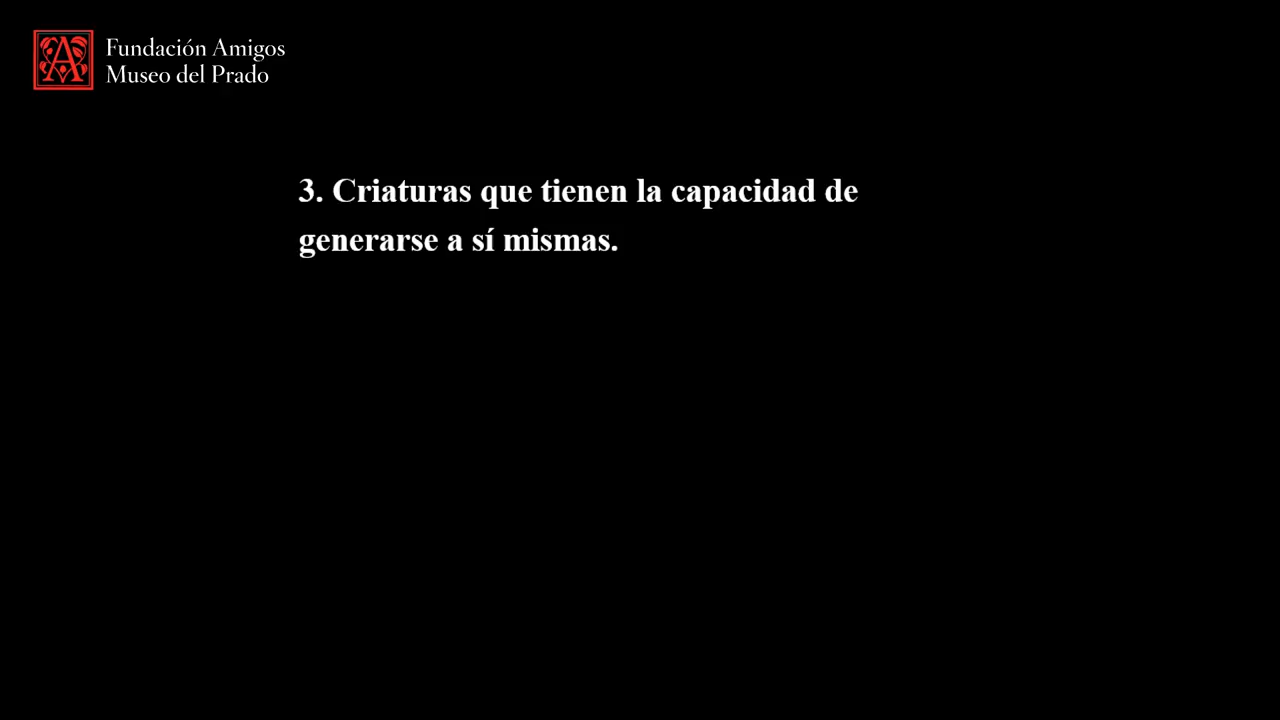 Fundación Amigos
Museo del Prado
3. Criaturas que tienen la capacidad de
generarse a sí mismas.